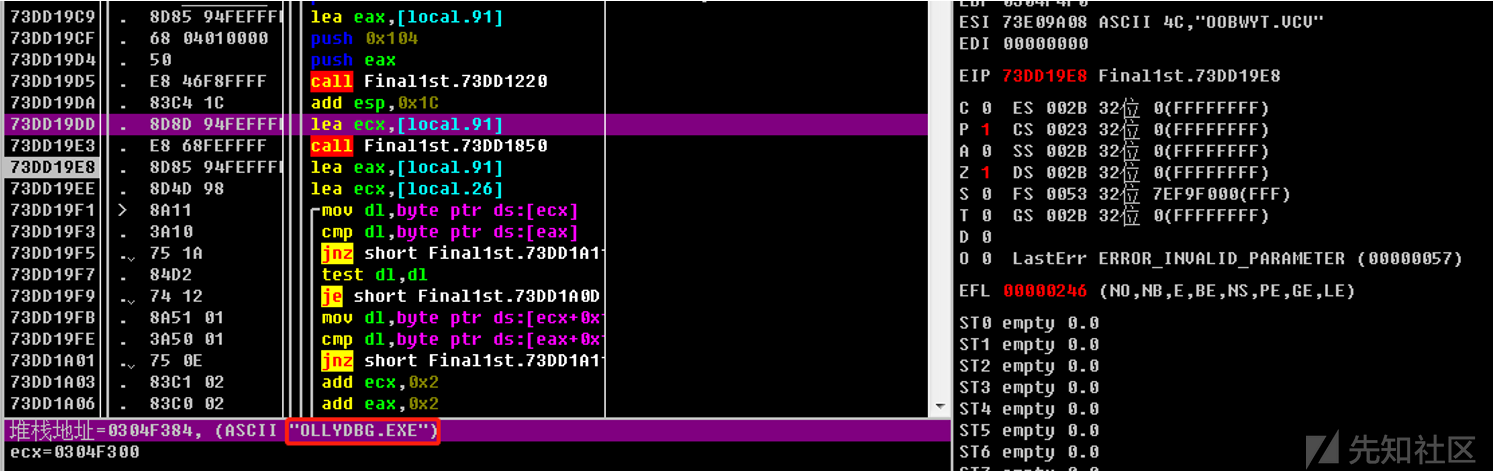 73DD19C9 . 8D85 94FEFFFF lea eax,[local.91]
73DD19CF . 68 04010000 push 0x104
73DD19D4 . 50 push eax
73DD19D5 . E8 46F8FFFF call Final1st.73DD1220
73DD19DA . 83C4 1C add esp,0x1C
73DD19DD . 8D8D 94FEFFFF lea ecx,[local.91]
73DD19E3 . E8 68FEFFFF call Final1st.73DD1850
73DD19E8 . 8D85 94FEFFFF lea eax,[local.91]
73DD19EE . 8D4D 98 lea ecx,[local.26]
73DD19F1 > 8A11 mov dl,byte ptr ds:[ecx]
73DD19F3 . 3A10 cmp dl,byte ptr ds:[eax]
73DD19F5 . 75 1A jnz short Final1st.73DD1A1
73DD19F7 . 84D2 test dl,dl
73DD19F9 . 74 12 je short Final1st.73DD1A0D
73DD19FB . 8A51 01 mov dl,byte ptr ds:[ecx+0x
73DD19FE . 3A50 01 cmp dl,byte ptr ds:[eax+0x
73DD1A01 . 75 0E jnz short Final1st.73DD1A1
73DD1A03 . 83C1 02 add ecx,0x2
73DD1A06 . 83C0 02 add eax,0x2
堆栈地址=0304F384, (ASCII "OLLYDBG.EXE")
ecx=0304F300
EBP 0304F4F0
ESI 73E09A08 ASCII 4C,"OOBWYT.VCV"
EDI 00000000
EIP 73DD19E8 Final1st.73DD19E8
C 0 ES 002B 32位 0(FFFFFFFF)
P 1 CS 0023 32位 0(FFFFFFFF)
A 0 SS 002B 32位 0(FFFFFFFF)
Z 1 DS 002B 32位 0(FFFFFFFF)
S 0 FS 0053 32位 7EF9F000(FFF)
T 0 GS 002B 32位 0(FFFFFFFF)
D 0
O 0 LastErr ERROR_INVALID_PARAMETER (00000057)
EFL 00000246 (NO,NB,E,BE,NS,PE,GE,LE)
ST0 empty 0.0
ST1 empty 0.0
ST2 empty 0.0
ST3 empty 0.0
ST4 empty 0.0
ST5 empty 0.0
ST6 empty 0.0
先知社区